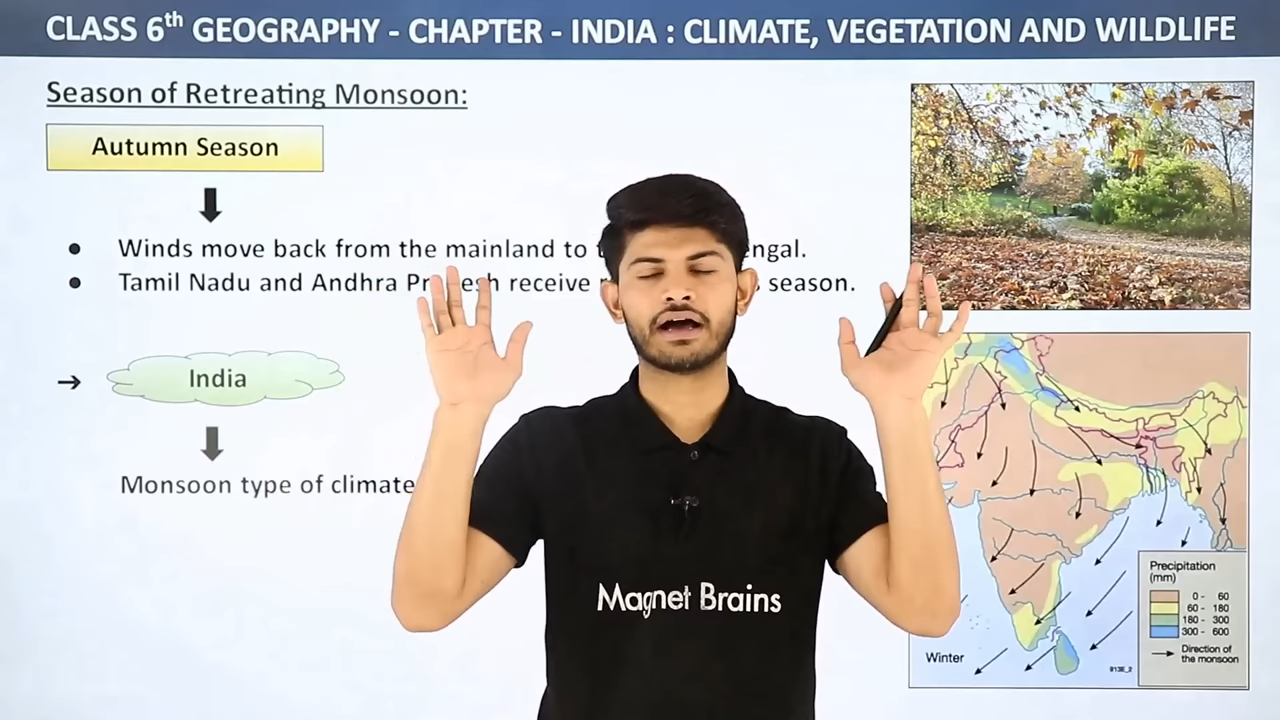 CLASS 6th GEOGRAPHY - CHAPTER - INDIA : CLIMATE, VEGETATION AND WILDLIFE
Season of Retreating Monsoon:
Autumn Season
● Winds move back from the mainland to engal.
● Tamil Nadu and Andhra Pr esh receive season.
→ India
Monsoon type of climate
Magnet Brains
Precipitation
(mm)
0 - 60
60 - 180
180 - 300
300 - 600
Direction of
the monsoon
Winter
913E_2